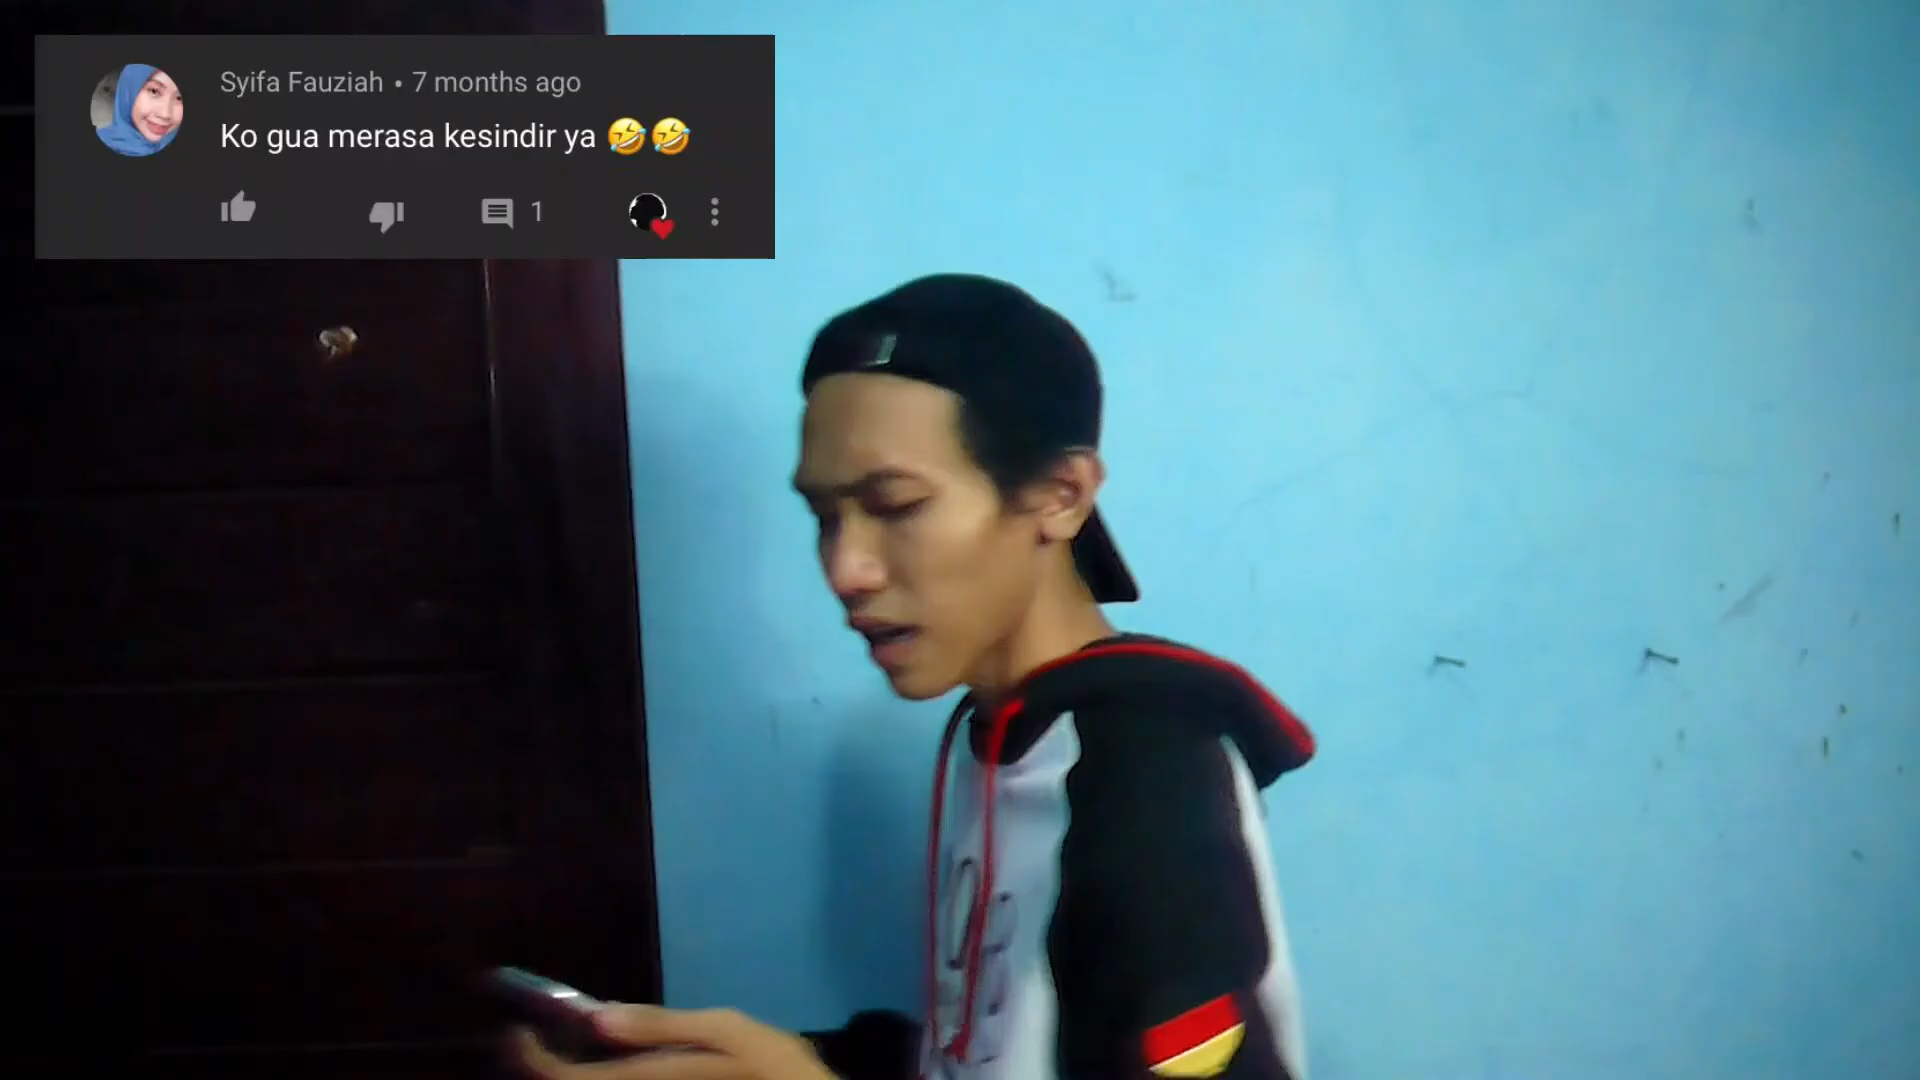 Syifa Fauziah • 7 months ago
Ko gua merasa kesindir ya 🤣🤣
1